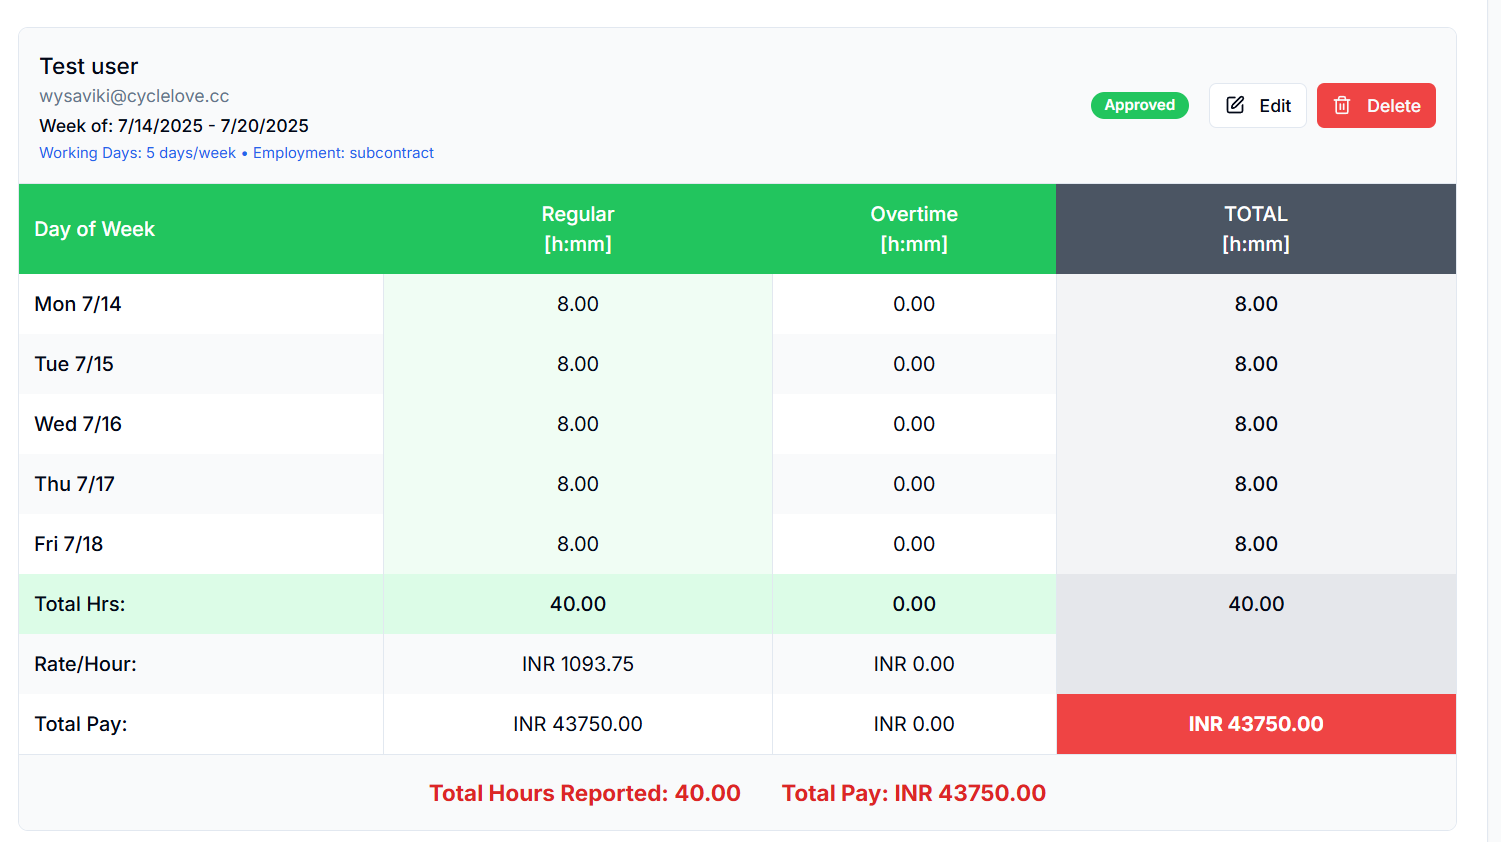 Test user
wysaviki@cyclelove.cc
Week of: 7/14/2025 - 7/20/2025
Working Days: 5 days/week • Employment: subcontract
Approved
Edit
Delete
Day of Week Regular [h:mm] Overtime [h:mm] TOTAL [h:mm]
Mon 7/14 8.00 0.00 8.00
Tue 7/15 8.00 0.00 8.00
Wed 7/16 8.00 0.00 8.00
Thu 7/17 8.00 0.00 8.00
Fri 7/18 8.00 0.00 8.00
Total Hrs: 40.00 0.00 40.00
Rate/Hour: INR 1093.75 INR 0.00
Total Pay: INR 43750.00 INR 0.00 INR 43750.00
Total Hours Reported: 40.00 Total Pay: INR 43750.00